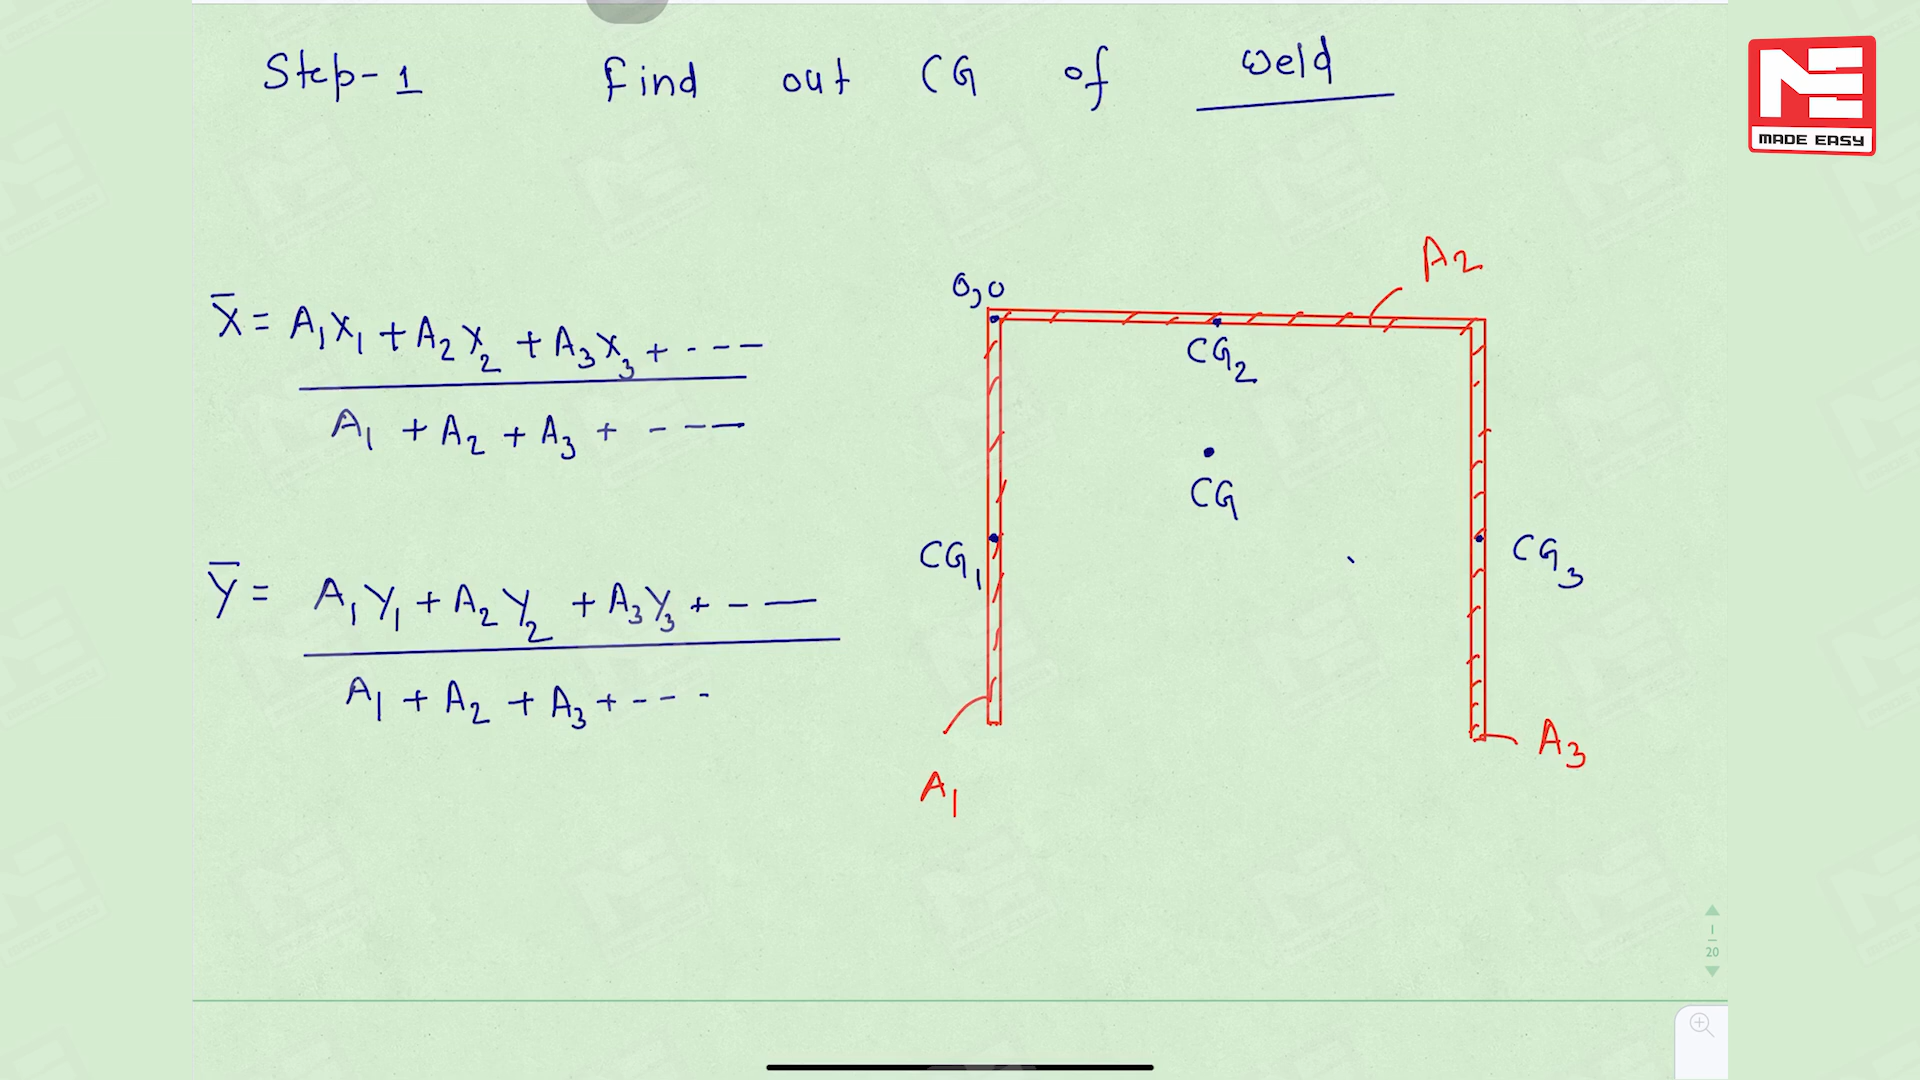 Step-1 find out CG of weld
MADE EASY
A2
0,0
X̄ = A1X1 + A2X2 + A3X3 + - - -
A1 + A2 + A3 + - - -
CG2
CG
CG1
CG3
Ȳ = A1Y1 + A2Y2 + A3Y3 + - -
A1 + A2 + A3 + - - -
A3
A1
1
20